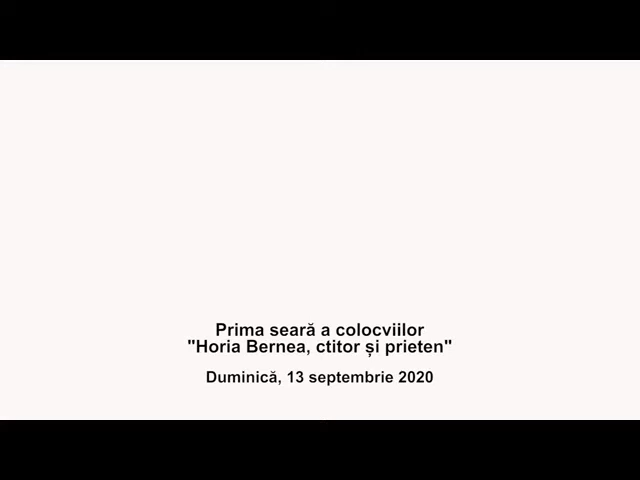 Prima seară a colocviilor
"Horia Bernea, ctitor și prieten"
Duminică, 13 septembrie 2020